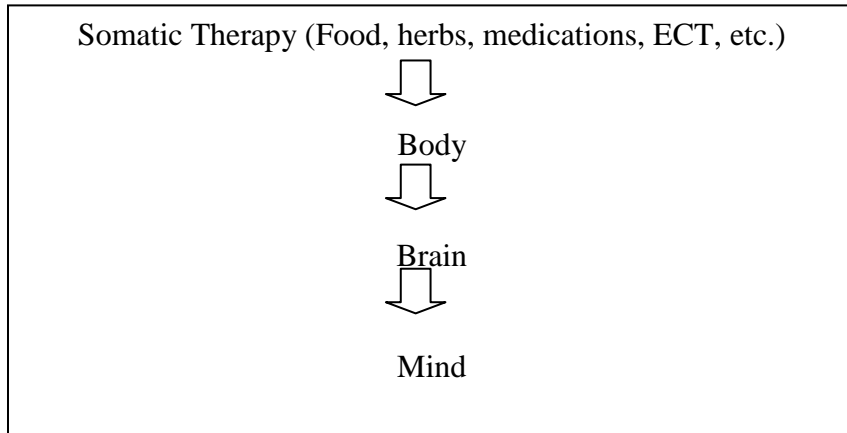 Somatic Therapy (Food, herbs, medications, ECT, etc.)
Body
Brain
Mind